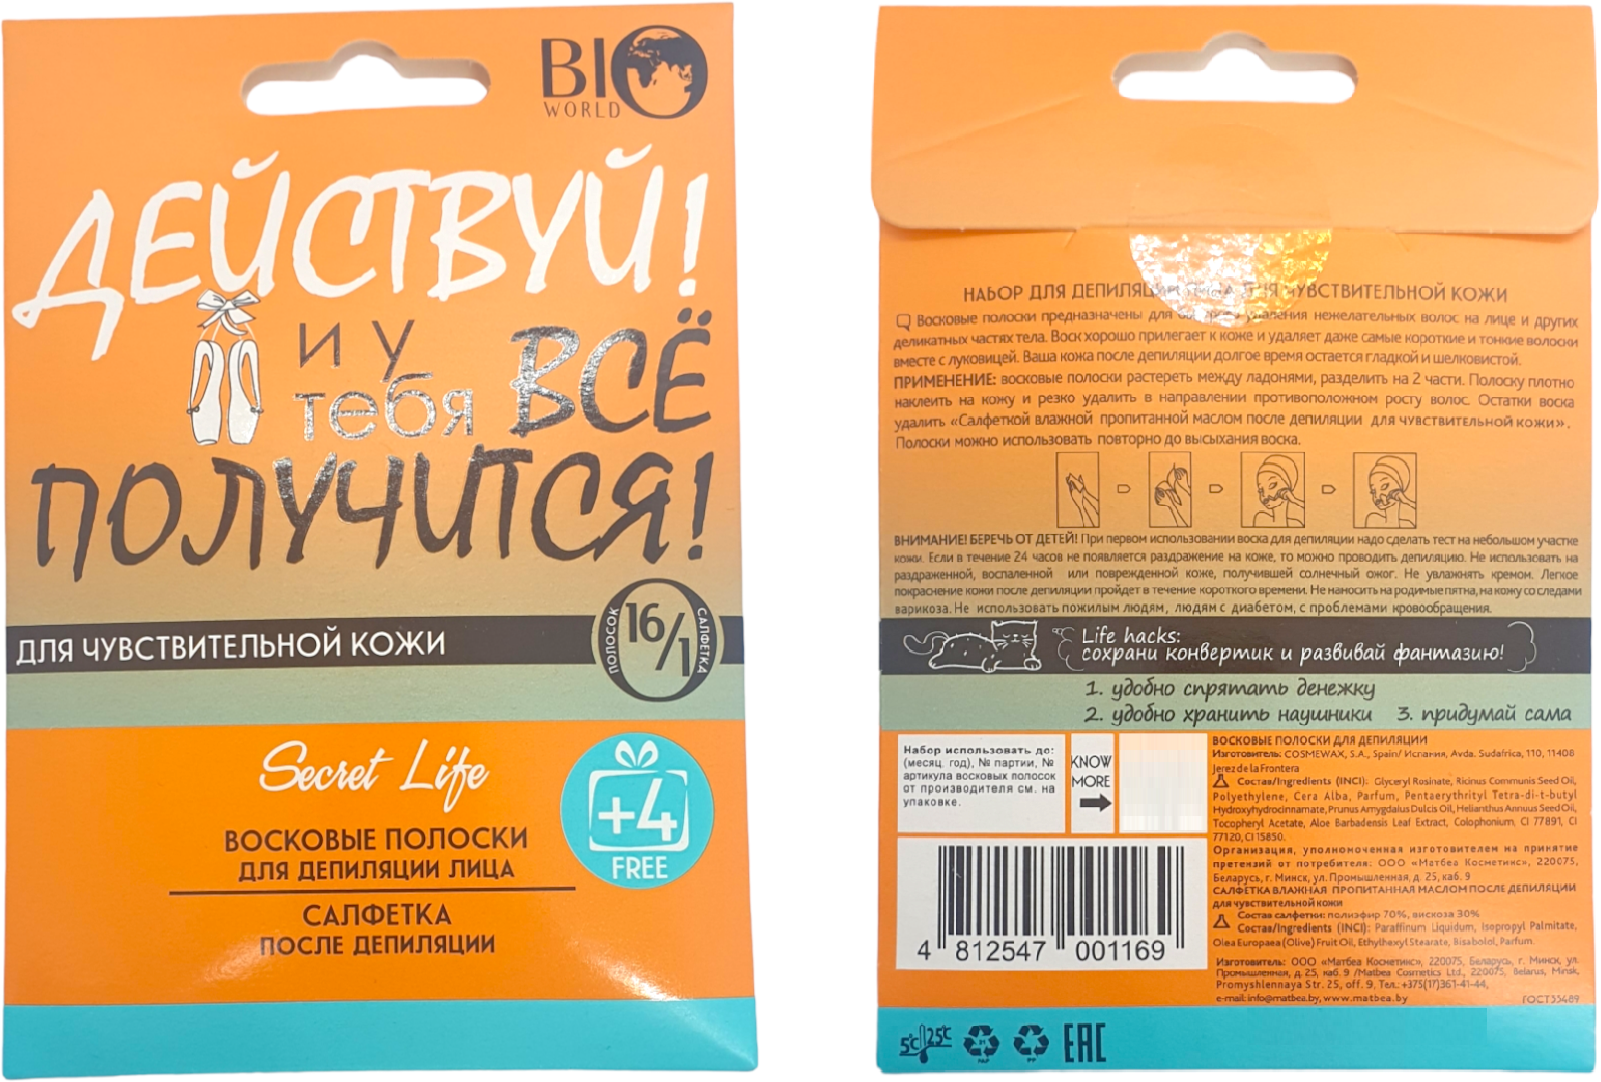 BIO
WORLD
ДЕЙСТВУЙ!
И У
тебя ВСЁ
ПОЛУЧИТСЯ!
ДЛЯ ЧУВСТВИТЕЛЬНОЙ КОЖИ
ПОЛОСОК 16/1 САЛФЕТКА
Secret Life
+4
FREE
ВОСКОВЫЕ ПОЛОСКИ
ДЛЯ ДЕПИЛЯЦИИ ЛИЦА
САЛФЕТКА
ПОСЛЕ ДЕПИЛЯЦИИ
НАБОР ДЛЯ ДЕПИЛЯЦИИ ЛИЦА ДЛЯ ЧУВСТВИТЕЛЬНОЙ КОЖИ
Восковые полоски предназначены для удаления нежелательных волос на лице и других
деликатных частях тела. Воск хорошо прилегает к коже и удаляет даже самые короткие и тонкие волоски
вместе с луковицей. Ваша кожа после депиляции долгое время остается гладкой и шелковистой.
ПРИМЕНЕНИЕ: восковые полоски растереть между ладонями, разделить на 2 части. Полоску плотно
наклеить на кожу и резко удалить в направлении противоположном росту волос. Остатки воска
удалить «Салфеткой влажной пропитанной маслом после депиляции для чувствительной кожи».
Полоски можно использовать повторно до высыхания воска.
ВНИМАНИЕ! БЕРЕЧЬ ОТ ДЕТЕЙ! При первом использовании воска для депиляции надо сделать тест на небольшом участке
кожи. Если в течение 24 часов не появляется раздражение на коже, то можно проводить депиляцию. Не использовать на
раздраженной, воспаленной или поврежденной коже, получившей солнечный ожог. Не увлажнять кремом. Легкое
покраснение кожи после депиляции пройдет в течение короткого времени. Не наносить на родимые пятна, на кожу со следами
варикоза. Не использовать пожилым людям, людям с диабетом, с проблемами кровообращения.
Life hacks:
сохрани конвертик и развивай фантазию!
1. удобно спрятать денежку
2. удобно хранить наушники 3. придумай сама
Набор использовать до:
(месяц. год), № партии, №
артикула восковых полосок
от производителя см. на
упаковке.
KNOW
MORE
ВОСКОВЫЕ ПОЛОСКИ ДЛЯ ДЕПИЛЯЦИИ
Изготовитель: COSMEWAX, S.A., Spain/ Испания, Avda. Sudafrica, 110, 11408
Jerez de la Frontera
Состав/Ingredients (INCI): Glyceryl Rosinate, Ricinus Communis Seed Oil,
Polyethylene, Cera Alba, Parfum, Pentaerythrityl Tetra-di-t-butyl
Hydroxyhydrocinnamate, Prunus Amygdalus Dulcis Oil, Helianthus Annuus Seed Oil,
Tocopheryl Acetate, Aloe Barbadensis Leaf Extract, Colophonium, CI 77891, CI
77120, CI 15850.
Организация, уполномоченная изготовителем на принятие
претензий от потребителя: ООО «Матбеа Косметикс», 220075,
Беларусь, г. Минск, ул. Промышленная, д. 25, каб. 9
САЛФЕТКА ВЛАЖНАЯ ПРОПИТАННАЯ МАСЛОМ ПОСЛЕ ДЕПИЛЯЦИИ
для чувствительной кожи
Состав салфетки: полиэфир 70%, вискоза 30%
Состав/Ingredients (INCI): Paraffinum Liquidum, Isopropyl Palmitate,
Olea Europaea (Olive) Fruit Oil, Ethylhexyl Stearate, Bisabolol, Parfum.
Изготовитель: ООО «Матбеа Косметикс», 220075, Беларусь, г. Минск, ул.
Промышленная, д. 25, каб. 9 /Matbea Cosmetics Ltd., 220075, Belarus, Minsk,
Promyshlennaya Str. 25, off. 9. Тел.: +375(17)361-41-44,
e-mail: info@matbea.by, www.matbea.by ГОСТ33489
4 812547 001169
5°C 25°C
EAC